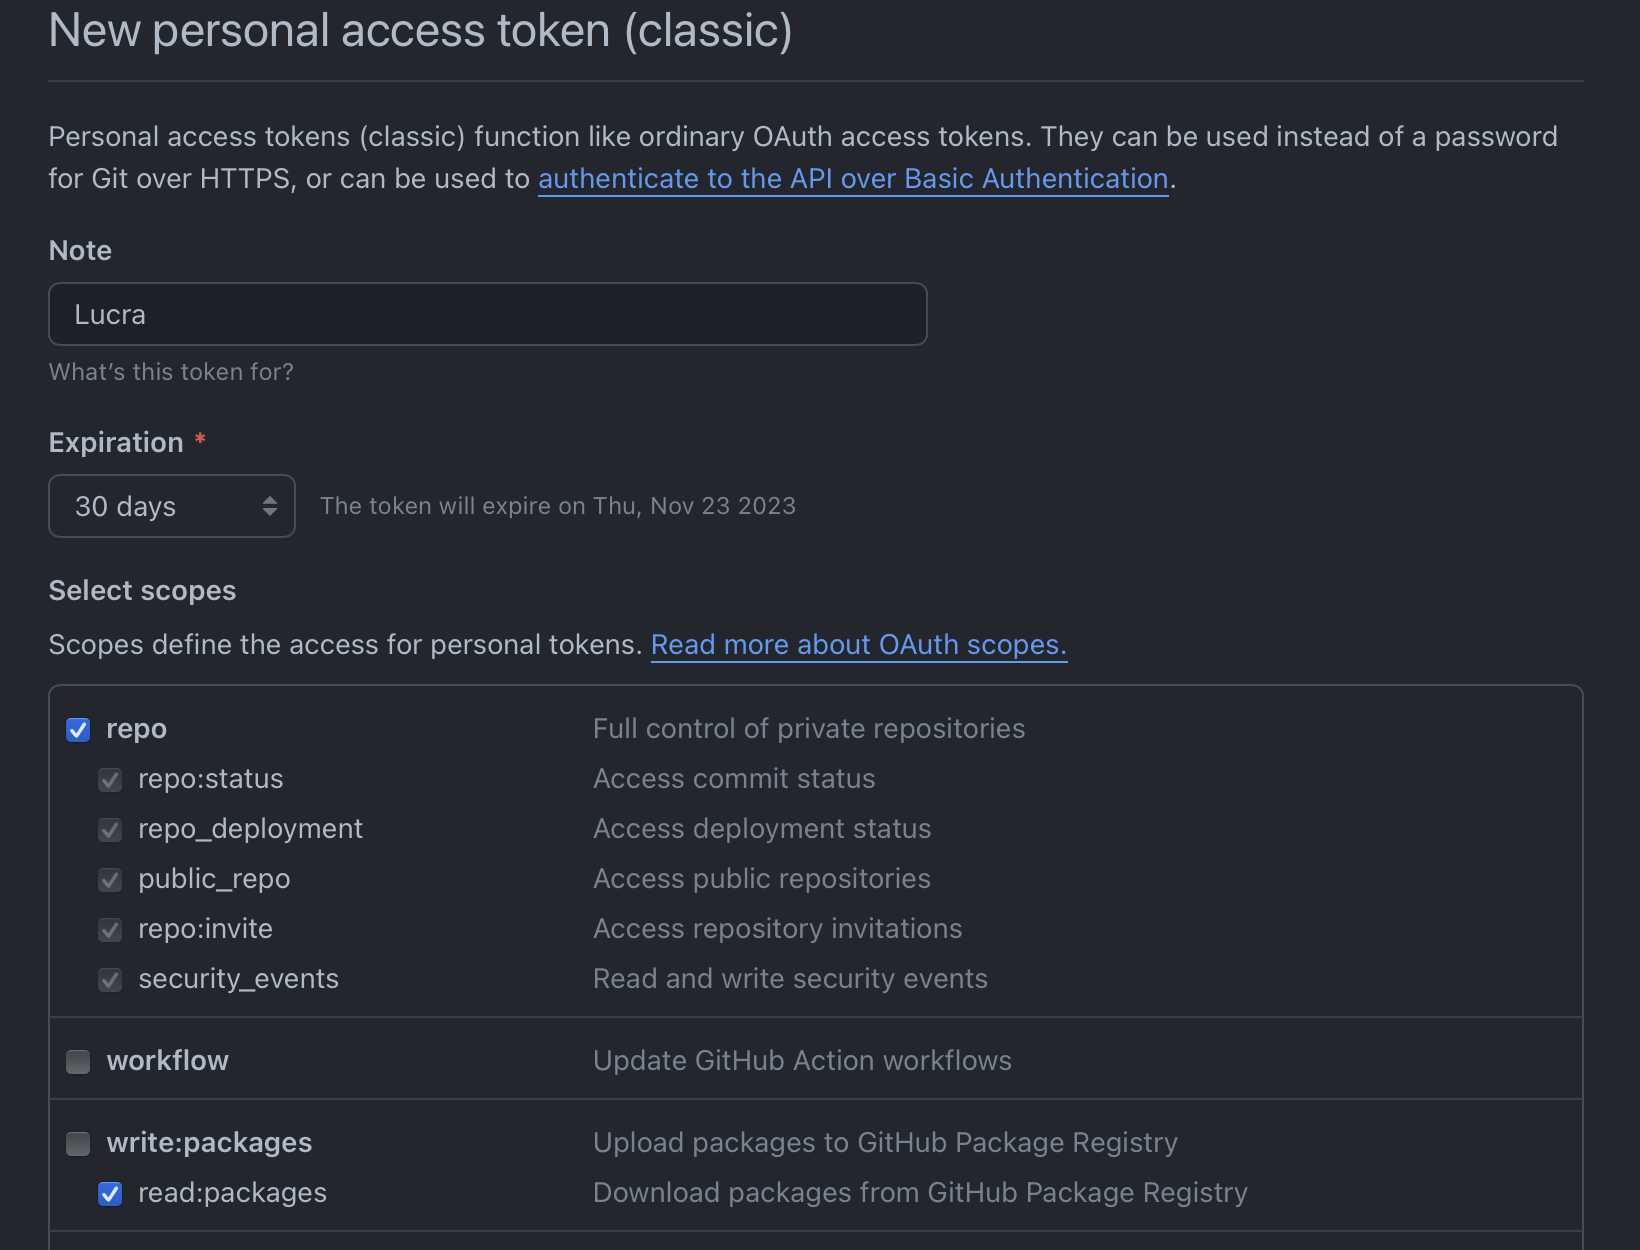 New personal access token (classic)
Personal access tokens (classic) function like ordinary OAuth access tokens. They can be used instead of a password
for Git over HTTPS, or can be used to authenticate to the API over Basic Authentication.
Note
Lucra
What's this token for?
Expiration *
30 days The token will expire on Thu, Nov 23 2023
Select scopes
Scopes define the access for personal tokens. Read more about OAuth scopes.
repo Full control of private repositories
repo:status Access commit status
repo_deployment Access deployment status
public_repo Access public repositories
repo:invite Access repository invitations
security_events Read and write security events
workflow Update GitHub Action workflows
write:packages Upload packages to GitHub Package Registry
read:packages Download packages from GitHub Package Registry